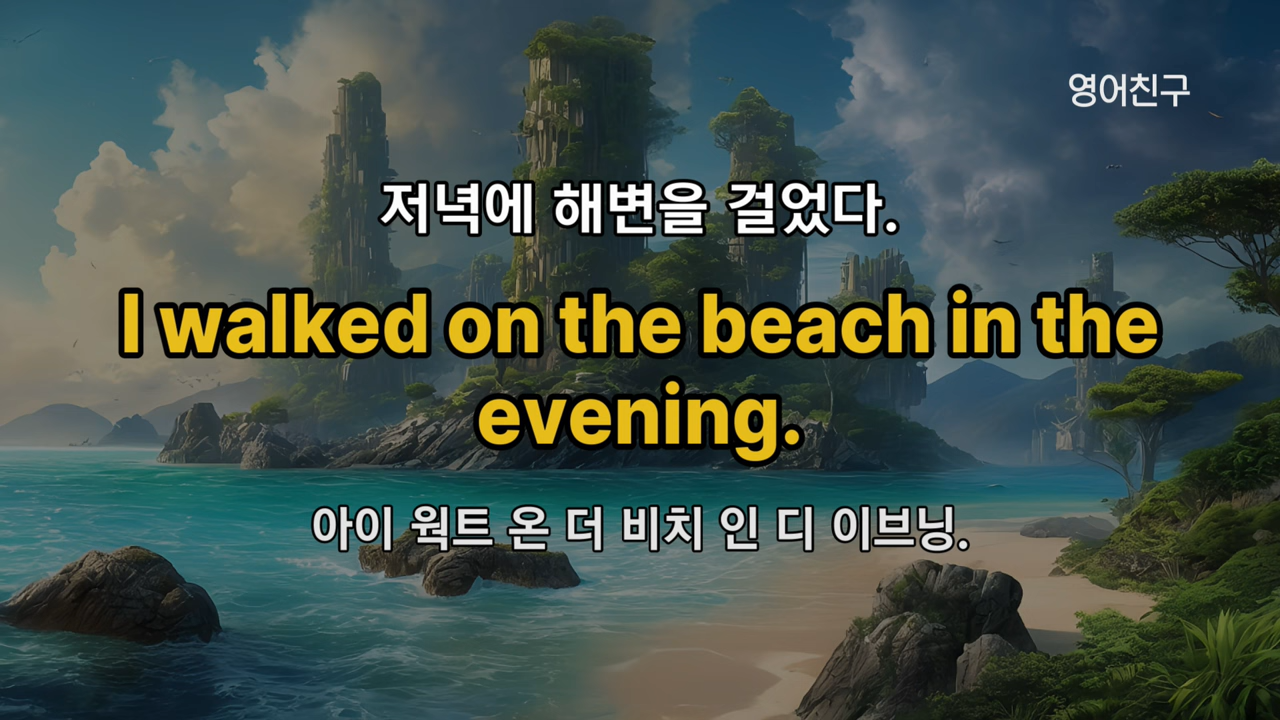 영어친구
저녁에 해변을 걸었다.
I walked on the beach in the
evening.
아이 웍트 온 더 비치 인 디 이브닝.